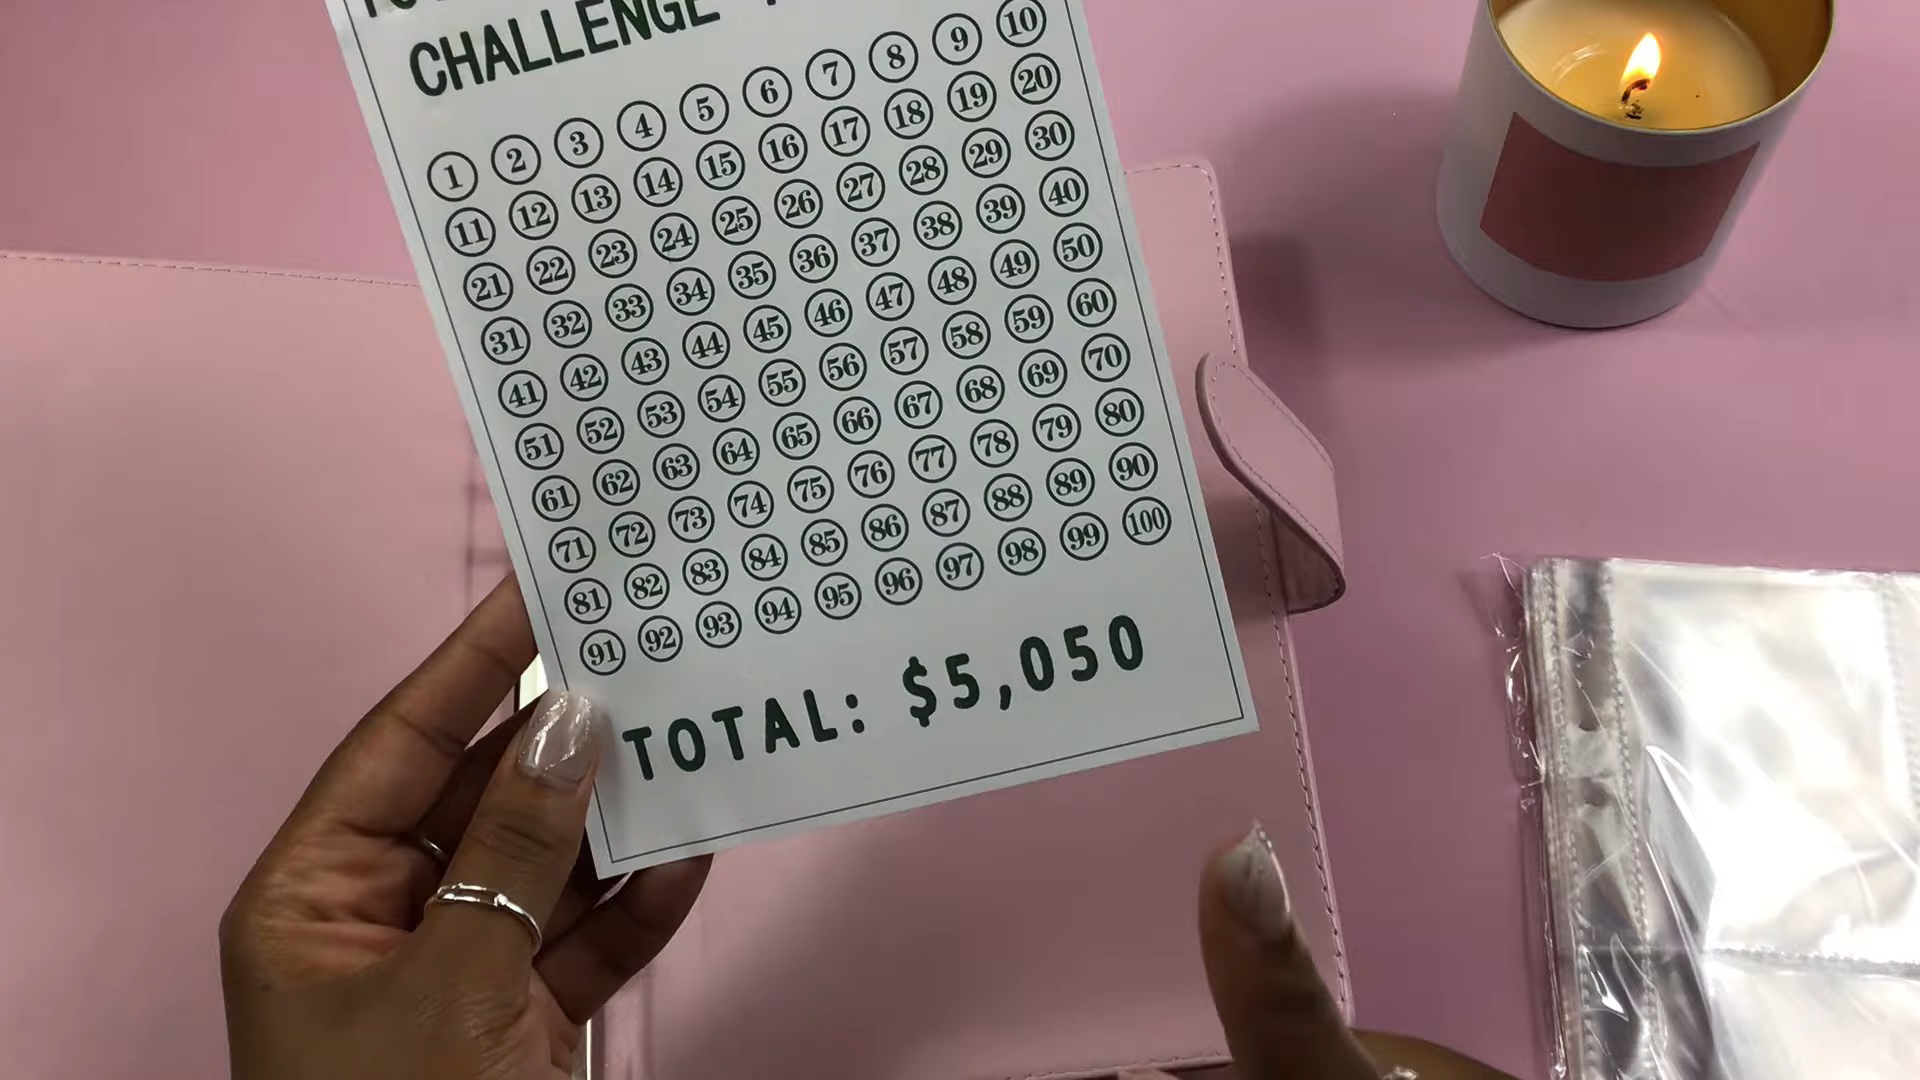 CHALLENGE
1 2 3 4 5 6 7 8 9 10
11 12 13 14 15 16 17 18 19 20
21 22 23 24 25 26 27 28 29 30
31 32 33 34 35 36 37 38 39 40
41 42 43 44 45 46 47 48 49 50
51 52 53 54 55 56 57 58 59 60
61 62 63 64 65 66 67 68 69 70
71 72 73 74 75 76 77 78 79 80
81 82 83 84 85 86 87 88 89 90
91 92 93 94 95 96 97 98 99 100
TOTAL: $5,050